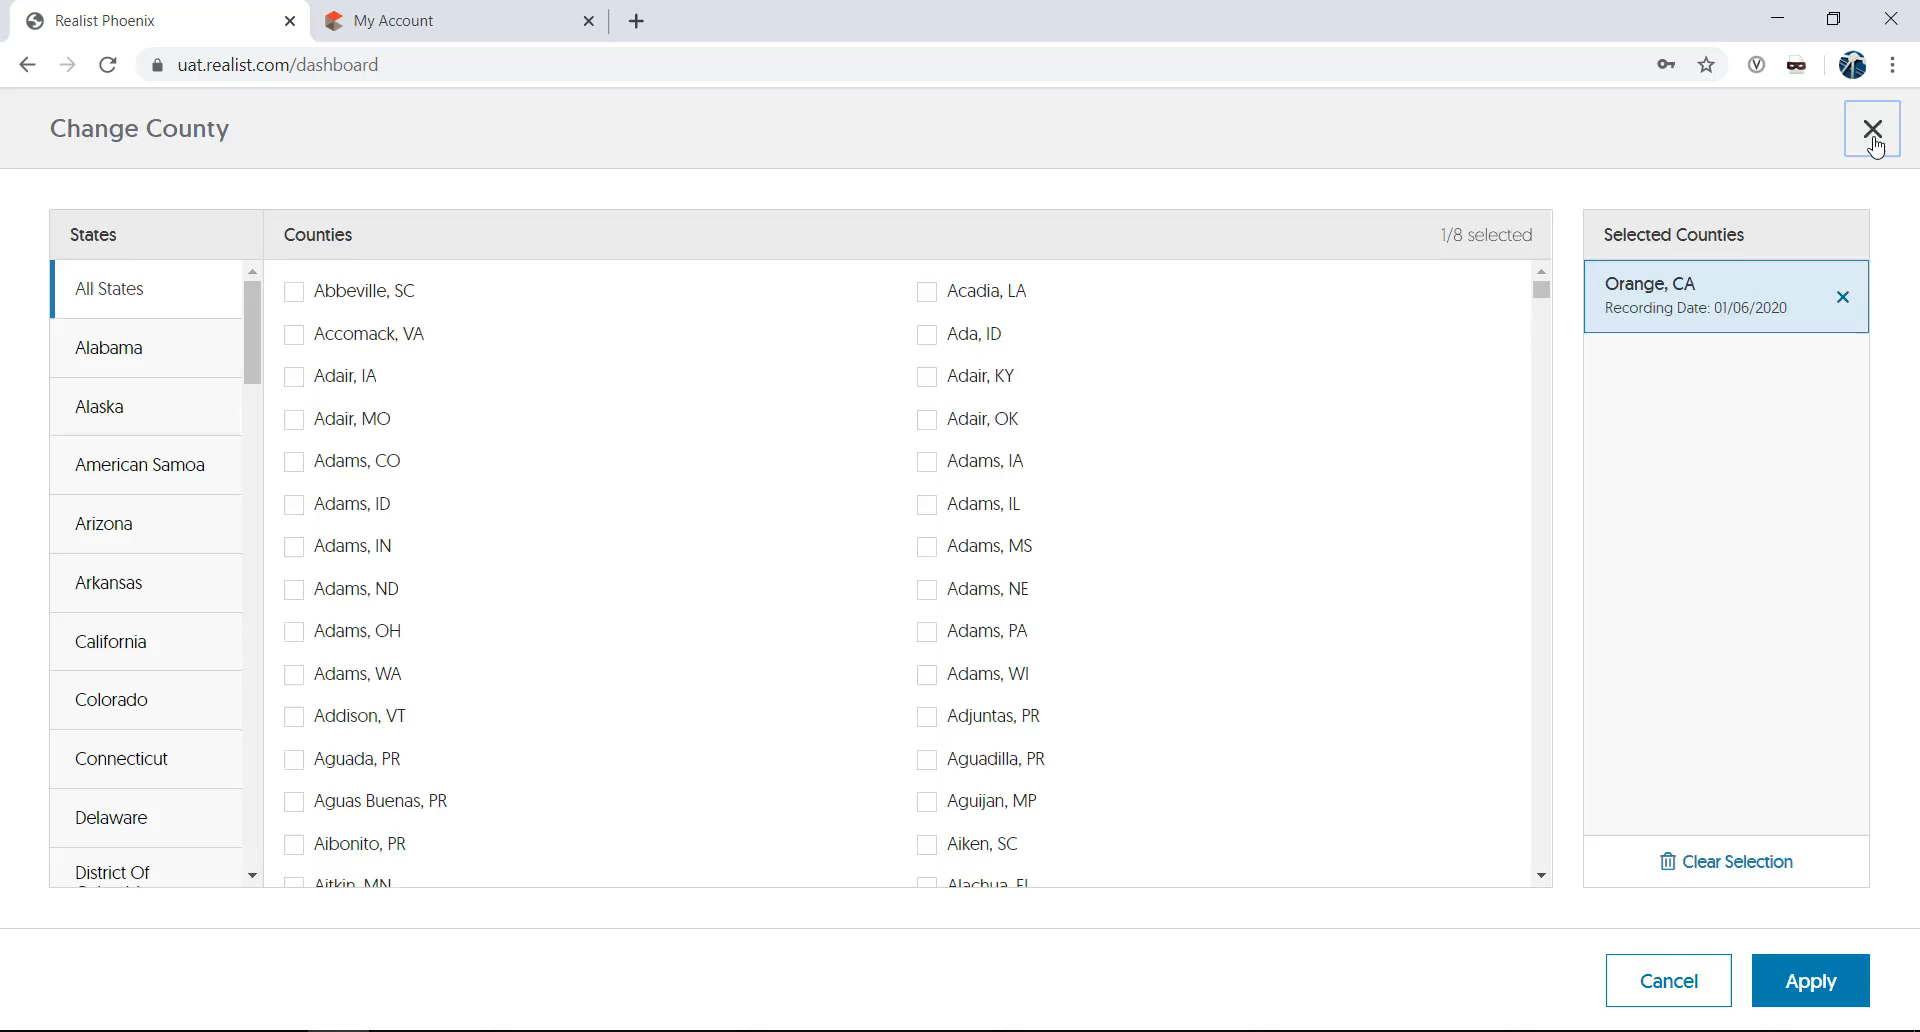 Realist Phoenix
My Account
uat.realist.com/dashboard
Change County
States
Counties
1/8 selected
Selected Counties
All States
Alabama
Alaska
American Samoa
Arizona
Arkansas
California
Colorado
Connecticut
Delaware
District Of
Abbeville, SC
Acadia, LA
Accomack, VA
Ada, ID
Adair, IA
Adair, KY
Adair, MO
Adair, OK
Adams, CO
Adams, IA
Adams, ID
Adams, IL
Adams, IN
Adams, MS
Adams, ND
Adams, NE
Adams, OH
Adams, PA
Adams, WA
Adams, WI
Addison, VT
Adjuntas, PR
Aguada, PR
Aguadilla, PR
Aguas Buenas, PR
Aguijan, MP
Aibonito, PR
Aiken, SC
Aitkin, MN
Alachua, FL
Orange, CA
Recording Date: 01/06/2020
Clear Selection
Cancel
Apply